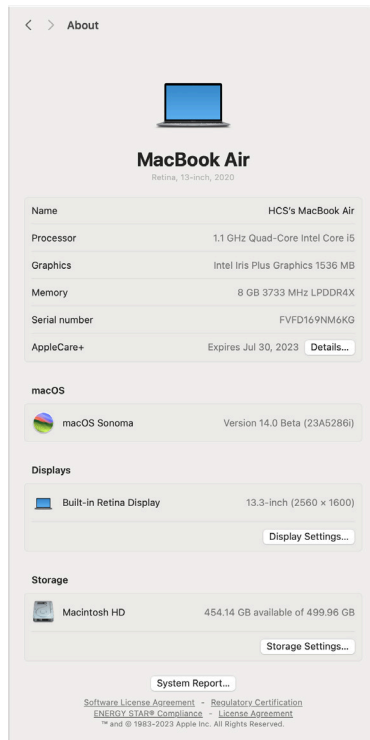 About
MacBook Air
Retina, 13-inch, 2020
Name HCS's MacBook Air
Processor 1.1 GHz Quad-Core Intel Core i5
Graphics Intel Iris Plus Graphics 1536 MB
Memory 8 GB 3733 MHz LPDDR4X
Serial number FVFD169NM6KG
AppleCare+ Expires Jul 30, 2023 Details...
macOS
macOS Sonoma Version 14.0 Beta (23A5286i)
Displays
Built-in Retina Display 13.3-inch (2560 × 1600)
Display Settings...
Storage
Macintosh HD 454.14 GB available of 499.96 GB
Storage Settings...
System Report...
Software License Agreement - Regulatory Certification
ENERGY STAR® Compliance - License Agreement
™ and © 1983-2023 Apple Inc. All Rights Reserved.